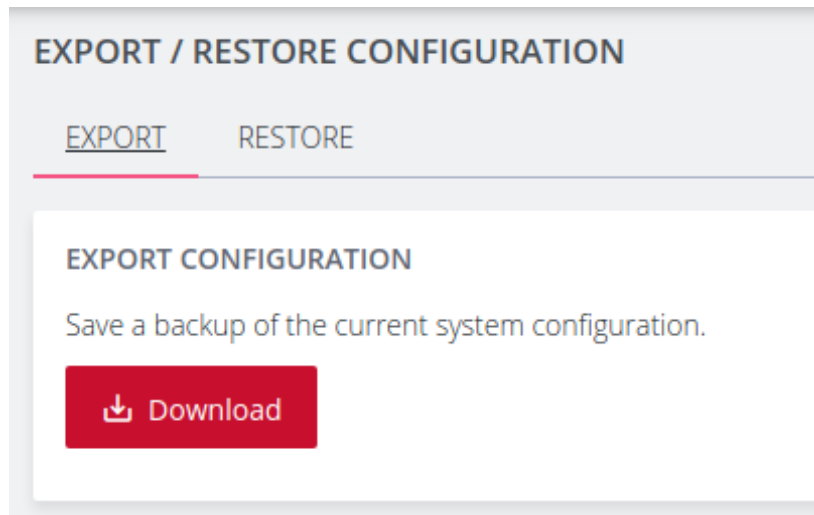 EXPORT / RESTORE CONFIGURATION
EXPORT RESTORE
EXPORT CONFIGURATION
Save a backup of the current system configuration.
Download